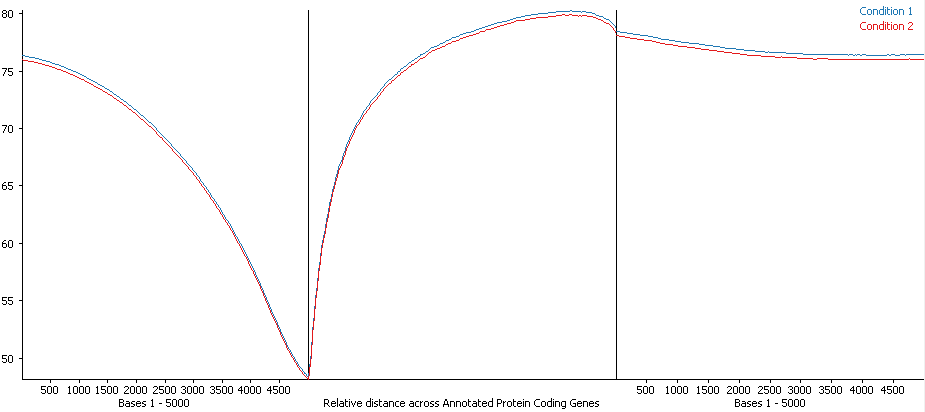 80
75
70
65
60
55
50
Condition 1
Condition 2
500 1000 1500 2000 2500 3000 3500 4000 4500
500 1000 1500 2000 2500 3000 3500 4000 4500
Bases 1 - 5000
Relative distance across Annotated Protein Coding Genes
Bases 1 - 5000